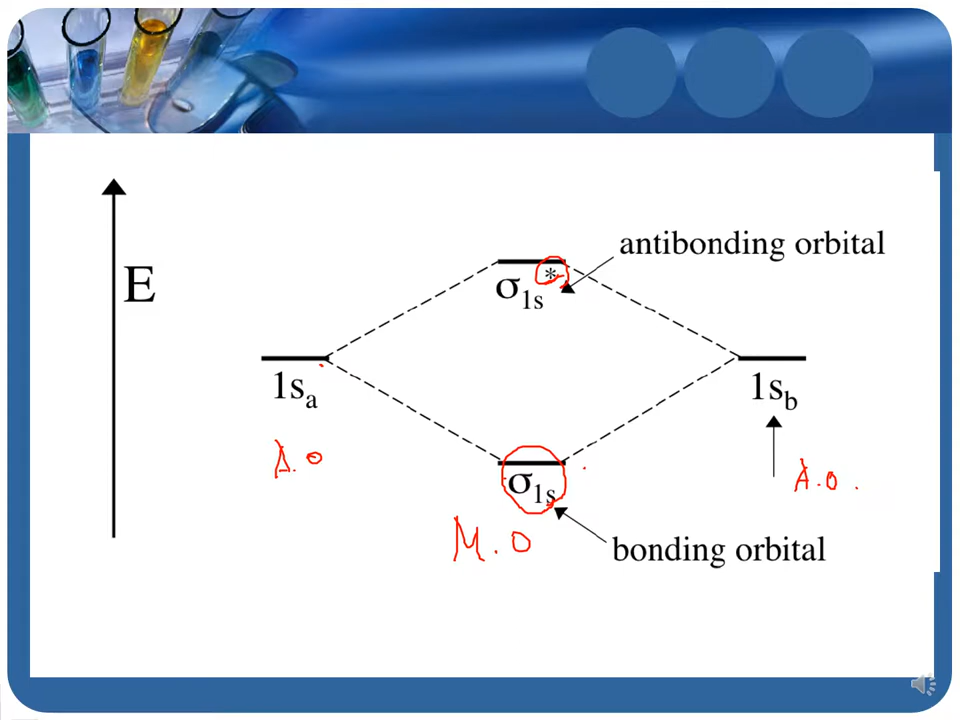 antibonding orbital
E
σ1s*
1sa
1sb
A.O
A.O.
σ1s
M.O
bonding orbital